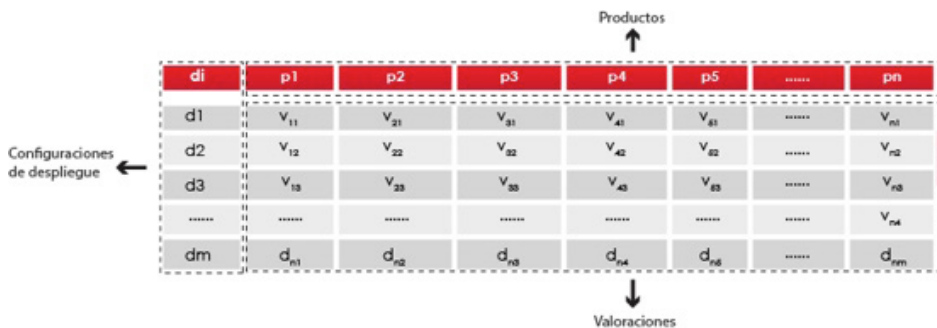 Productos
di p1 p2 p3 p4 p5 ...... pn
d1 v11 v21 v31 v41 v51 ...... vn1
d2 v12 v22 v32 v42 v52 ...... vn2
d3 v13 v23 v33 v43 v53 ...... vn3
...... ...... ...... ...... ...... ...... ...... vn4
dm dn1 dn2 dn3 dn4 dn5 ...... dnm
Configuraciones
de despliegue
Valoraciones